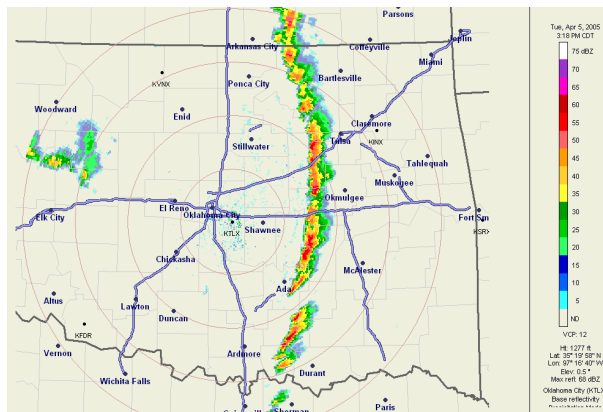 Parsons
Arkansas City
Coffeyville
Joplin
Miami
KVNX
Ponca City
Bartlesville
Woodward
Enid
Claremore
KINX
Stillwater
Tulsa
Tahlequah
Muskogee
Elk City
El Reno
Oklahoma City
Okmulgee
Fort Sm
KTLX
Shawnee
KSRX
Chickasha
McAlester
Altus
Ada
Lawton
Duncan
KFDR
Vernon
Ardmore
Wichita Falls
Durant
Sherman
Paris
Tue, Apr 5, 2005
3:18 PM CDT
75 dBZ
70
65
60
55
50
45
40
35
30
25
20
15
10
5
ND
VCP: 12
Ht: 1277 ft
Lat: 35° 19' 58" N
Lon: 97° 16' 40" W
Elev: 0.5 °
Max refl: 68 dBZ
Oklahoma City (KTLX)
Base reflectivity